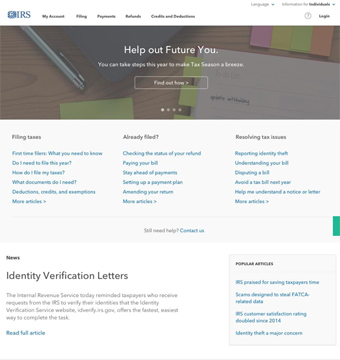 Language
Information for Individuals
IRS
My Account
Filing
Payments
Refunds
Credits and Deductions
Login
Help out Future You.
You can take steps this year to make Tax Season a breeze.
Find out how >
Filing taxes
First time filers: What you need to know
Do I need to file this year?
How do I file my taxes?
What documents do I need?
Deductions, credits, and exemptions
More articles >
Already filed?
Checking the status of your refund
Paying your bill
Stay ahead of payments
Setting up a payment plan
Amending your return
More articles >
Resolving tax issues
Reporting identity theft
Understanding your bill
Disputing a bill
Avoid a tax bill next year
Help me understand a notice or letter
More articles >
Still need help? Contact us
News
Identity Verification Letters
The Internal Revenue Service today reminded taxpayers who receive
requests from the IRS to verify their identities that the Identity
Verification Service website, idverify.irs.gov, offers the fastest, easiest
way to complete the task.
Read full article
POPULAR ARTICLES
IRS praised for saving taxpayers time
Scams designed to steal FATCA-
related data
IRS customer satisfaction rating
doubled since 2014
Identity theft a major concern